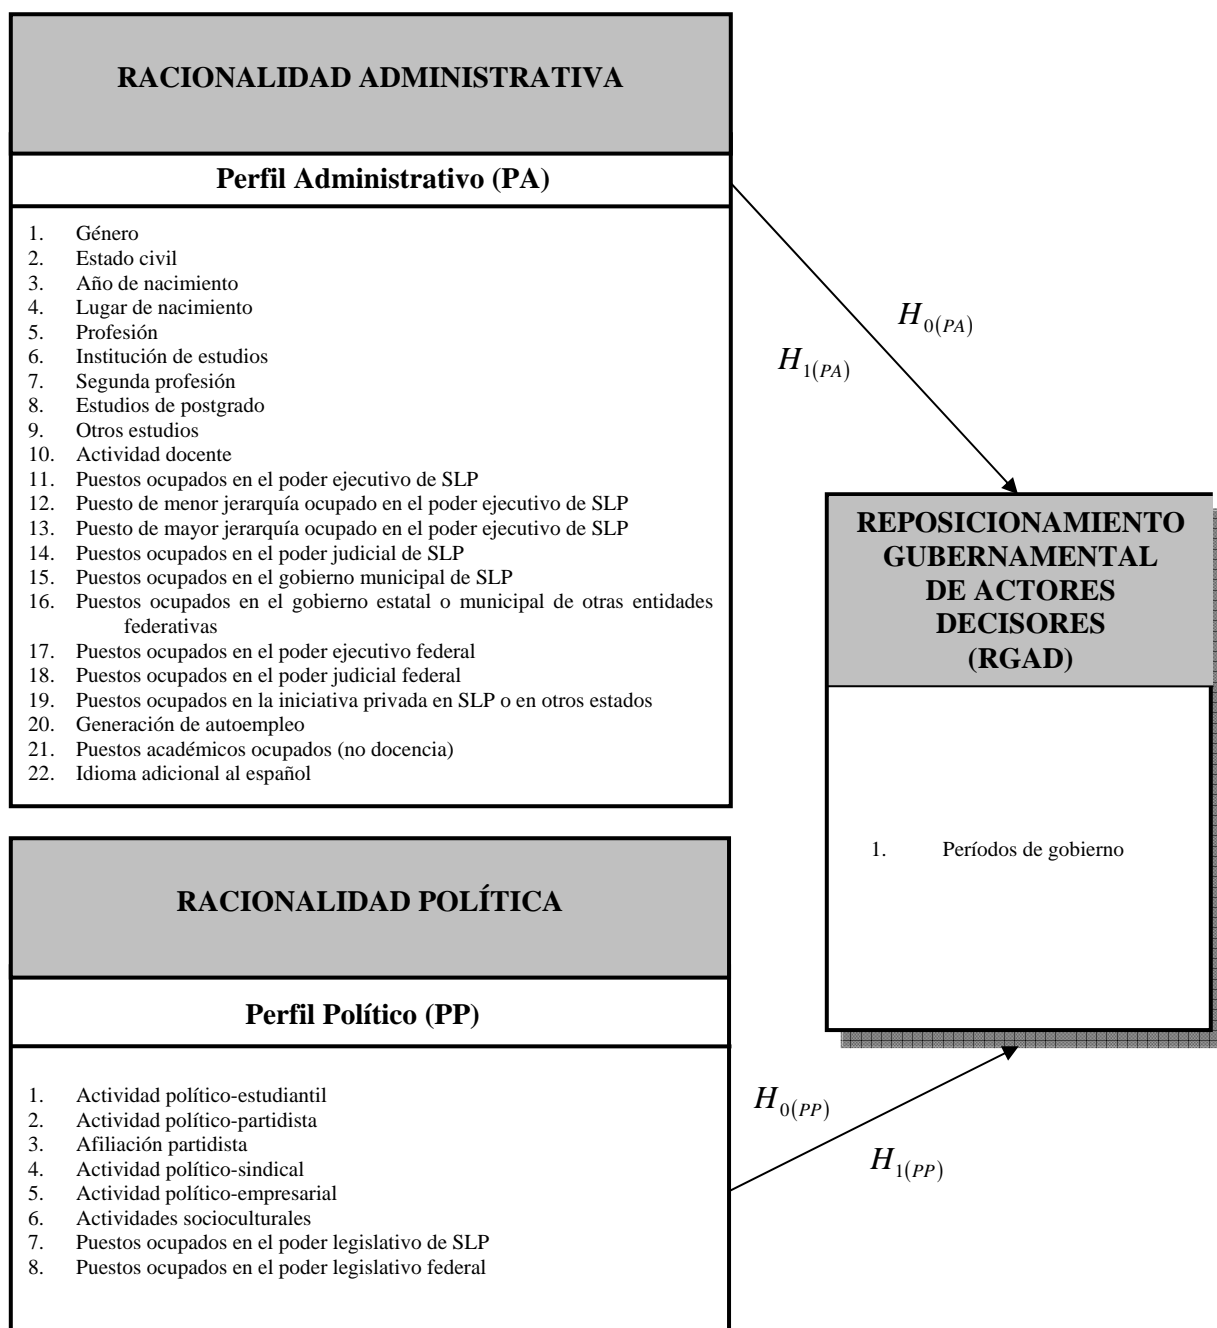 RACIONALIDAD ADMINISTRATIVA
Perfil Administrativo (PA)
1. Género
2. Estado civil
3. Año de nacimiento
4. Lugar de nacimiento
5. Profesión
6. Institución de estudios
7. Segunda profesión
8. Estudios de postgrado
9. Otros estudios
10. Actividad docente
11. Puestos ocupados en el poder ejecutivo de SLP
12. Puesto de menor jerarquía ocupado en el poder ejecutivo de SLP
13. Puesto de mayor jerarquía ocupado en el poder ejecutivo de SLP
14. Puestos ocupados en el poder judicial de SLP
15. Puestos ocupados en el gobierno municipal de SLP
16. Puestos ocupados en el gobierno estatal o municipal de otras entidades
federativas
17. Puestos ocupados en el poder ejecutivo federal
18. Puestos ocupados en el poder judicial federal
19. Puestos ocupados en la iniciativa privada en SLP o en otros estados
20. Generación de autoempleo
21. Puestos académicos ocupados (no docencia)
22. Idioma adicional al español
H0(PA)
H1(PA)
REPOSICIONAMIENTO
GUBERNAMENTAL
DE ACTORES
DECISORES
(RGAD)
1. Períodos de gobierno
RACIONALIDAD POLÍTICA
Perfil Político (PP)
1. Actividad político-estudiantil
2. Actividad político-partidista
3. Afiliación partidista
4. Actividad político-sindical
5. Actividad político-empresarial
6. Actividades socioculturales
7. Puestos ocupados en el poder legislativo de SLP
8. Puestos ocupados en el poder legislativo federal
H0(PP)
H1(PP)